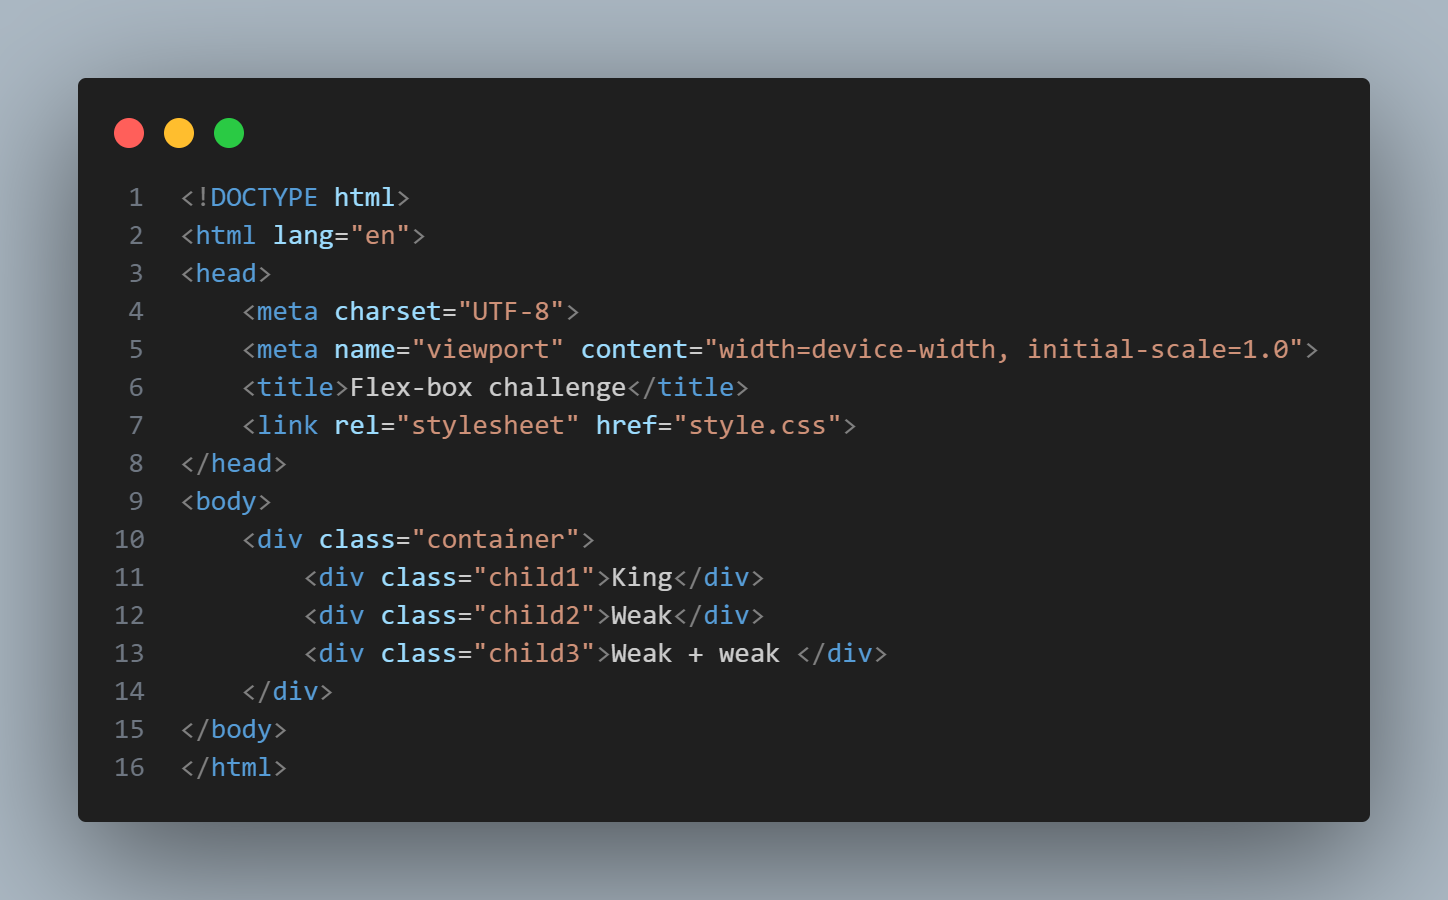 1 <!DOCTYPE html>
2 <html lang="en">
3 <head>
4     <meta charset="UTF-8">
5     <meta name="viewport" content="width=device-width, initial-scale=1.0">
6     <title>Flex-box challenge</title>
7     <link rel="stylesheet" href="style.css">
8 </head>
9 <body>
10     <div class="container">
11         <div class="child1">King</div>
12         <div class="child2">Weak</div>
13         <div class="child3">Weak + weak </div>
14     </div>
15 </body>
16 </html>